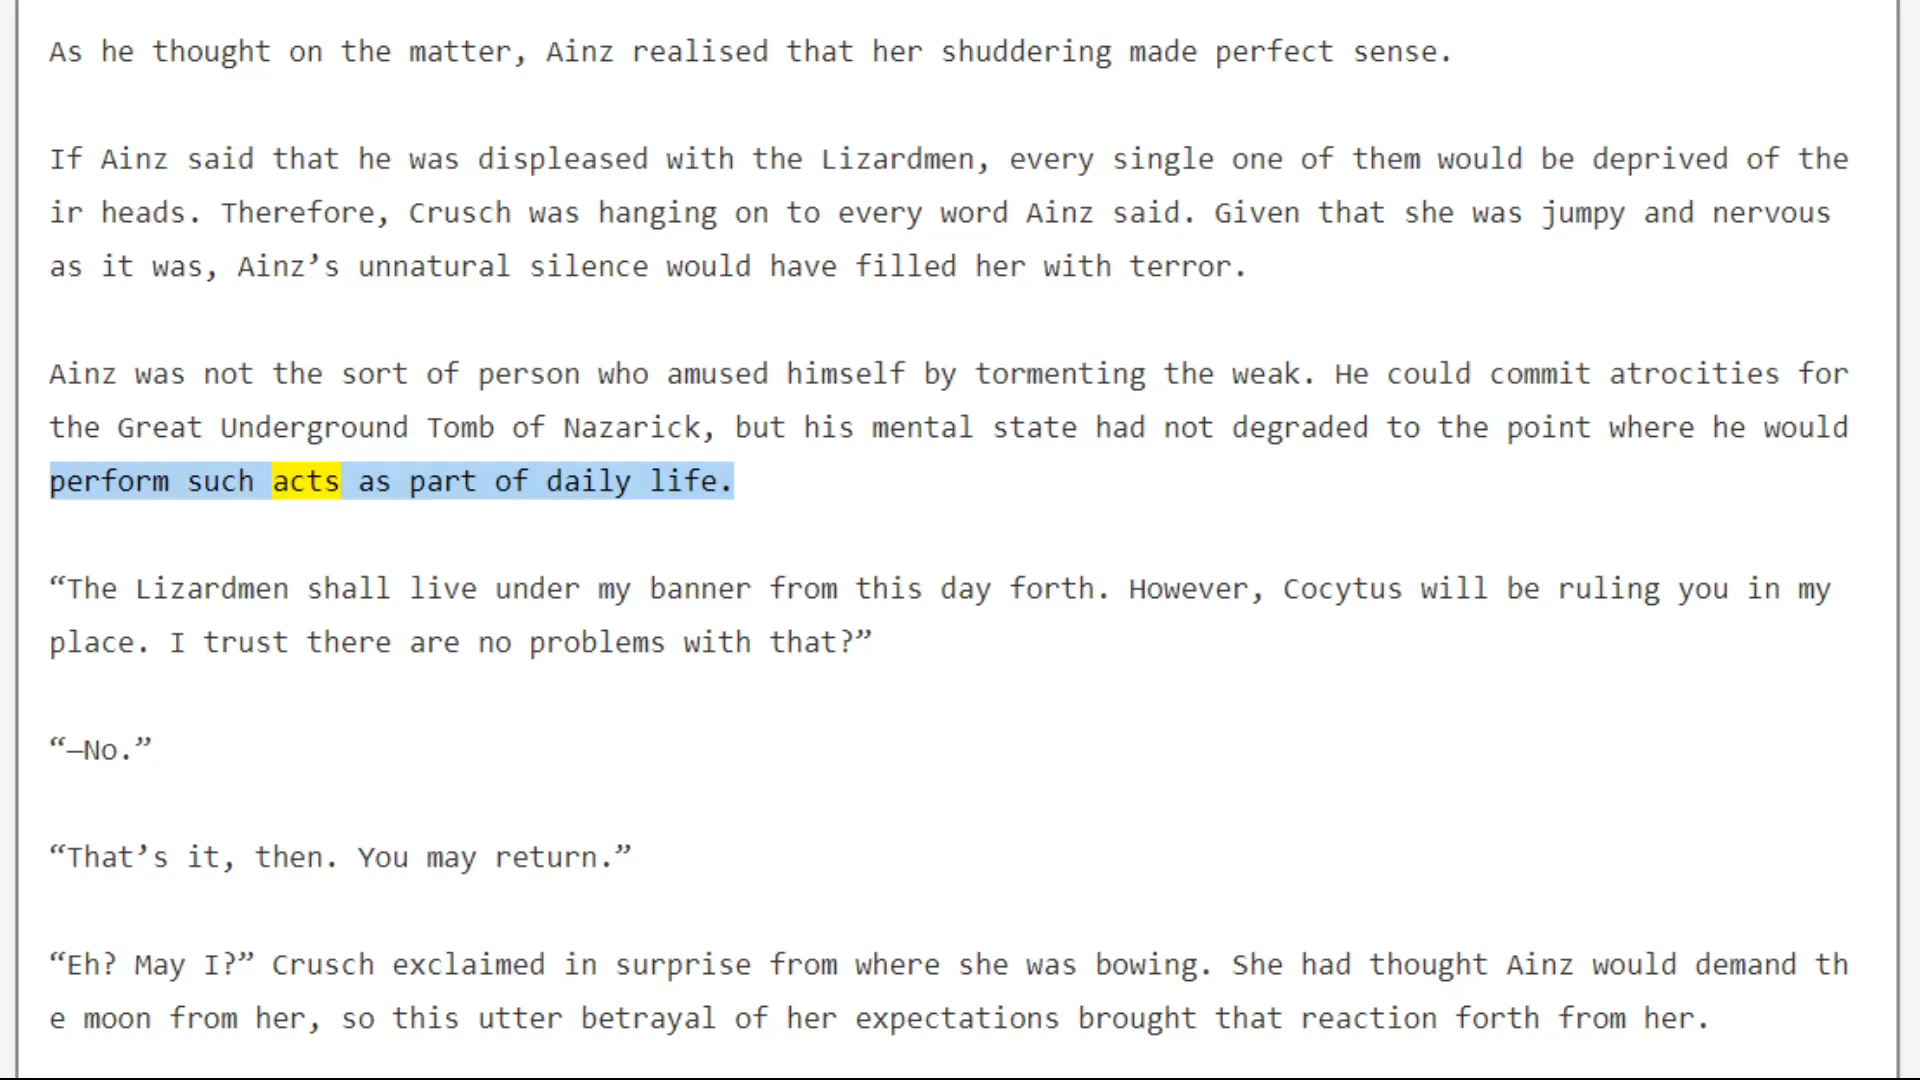 As he thought on the matter, Ainz realised that her shuddering made perfect sense.
If Ainz said that he was displeased with the Lizardmen, every single one of them would be deprived of the
ir heads. Therefore, Crusch was hanging on to every word Ainz said. Given that she was jumpy and nervous
as it was, Ainz’s unnatural silence would have filled her with terror.
Ainz was not the sort of person who amused himself by tormenting the weak. He could commit atrocities for
the Great Underground Tomb of Nazarick, but his mental state had not degraded to the point where he would
perform such acts as part of daily life.
“The Lizardmen shall live under my banner from this day forth. However, Cocytus will be ruling you in my
place. I trust there are no problems with that?”
“—No.”
“That’s it, then. You may return.”
“Eh? May I?” Crusch exclaimed in surprise from where she was bowing. She had thought Ainz would demand th
e moon from her, so this utter betrayal of her expectations brought that reaction forth from her.